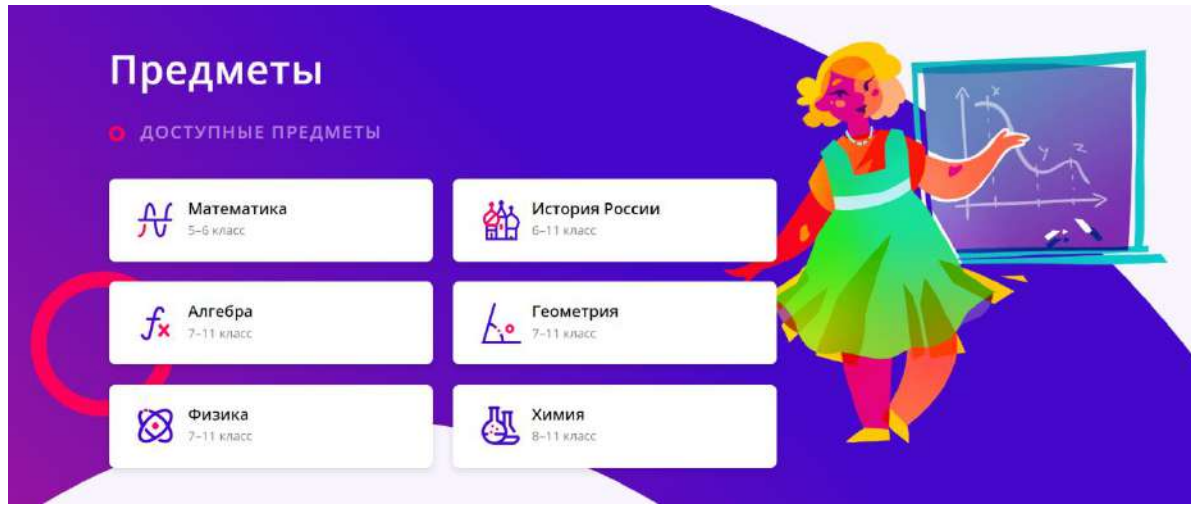 Предметы
ДОСТУПНЫЕ ПРЕДМЕТЫ
Математика
5–6 класс
История России
6–11 класс
Алгебра
7–11 класс
Геометрия
7–11 класс
Физика
7–11 класс
Химия
8–11 класс
x
y z